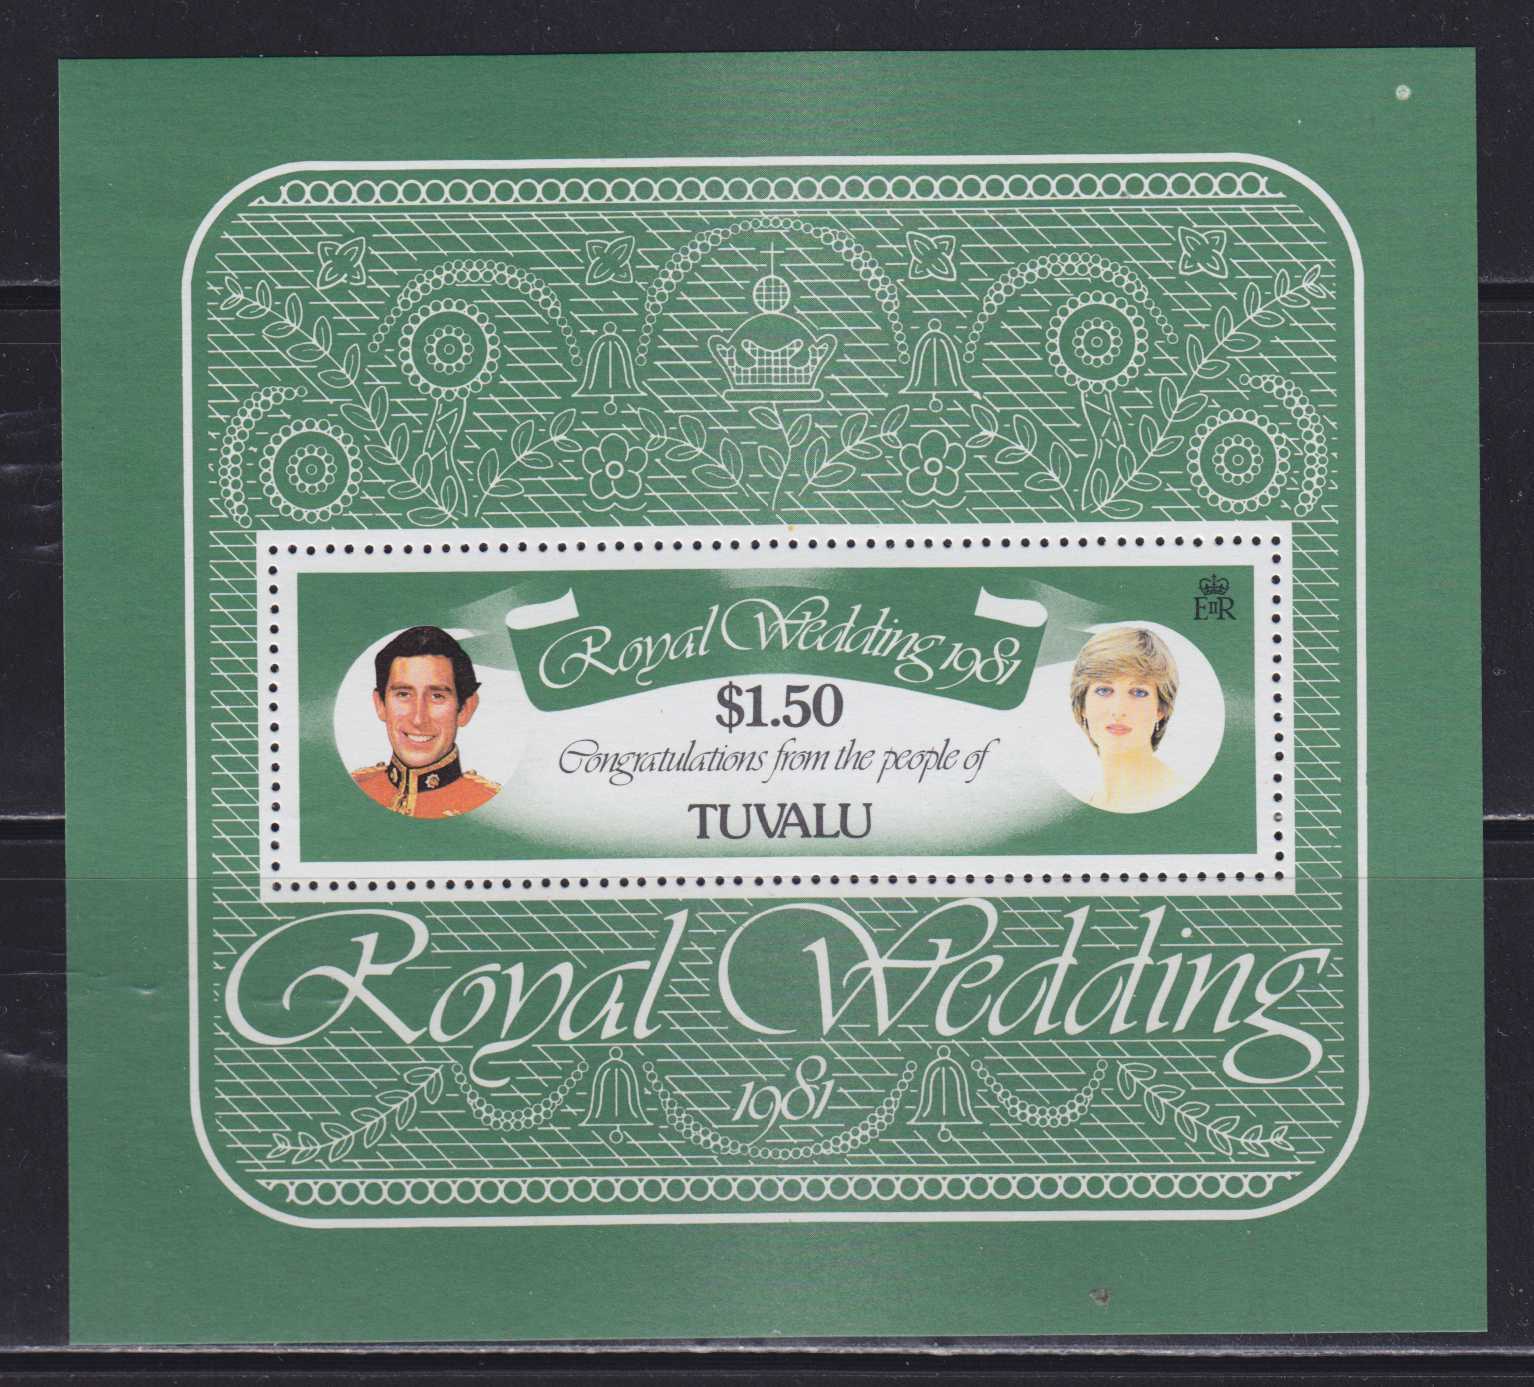 EIIR
Royal Wedding 1981
$1.50
Congratulations from the people of
TUVALU
Royal Wedding
1981